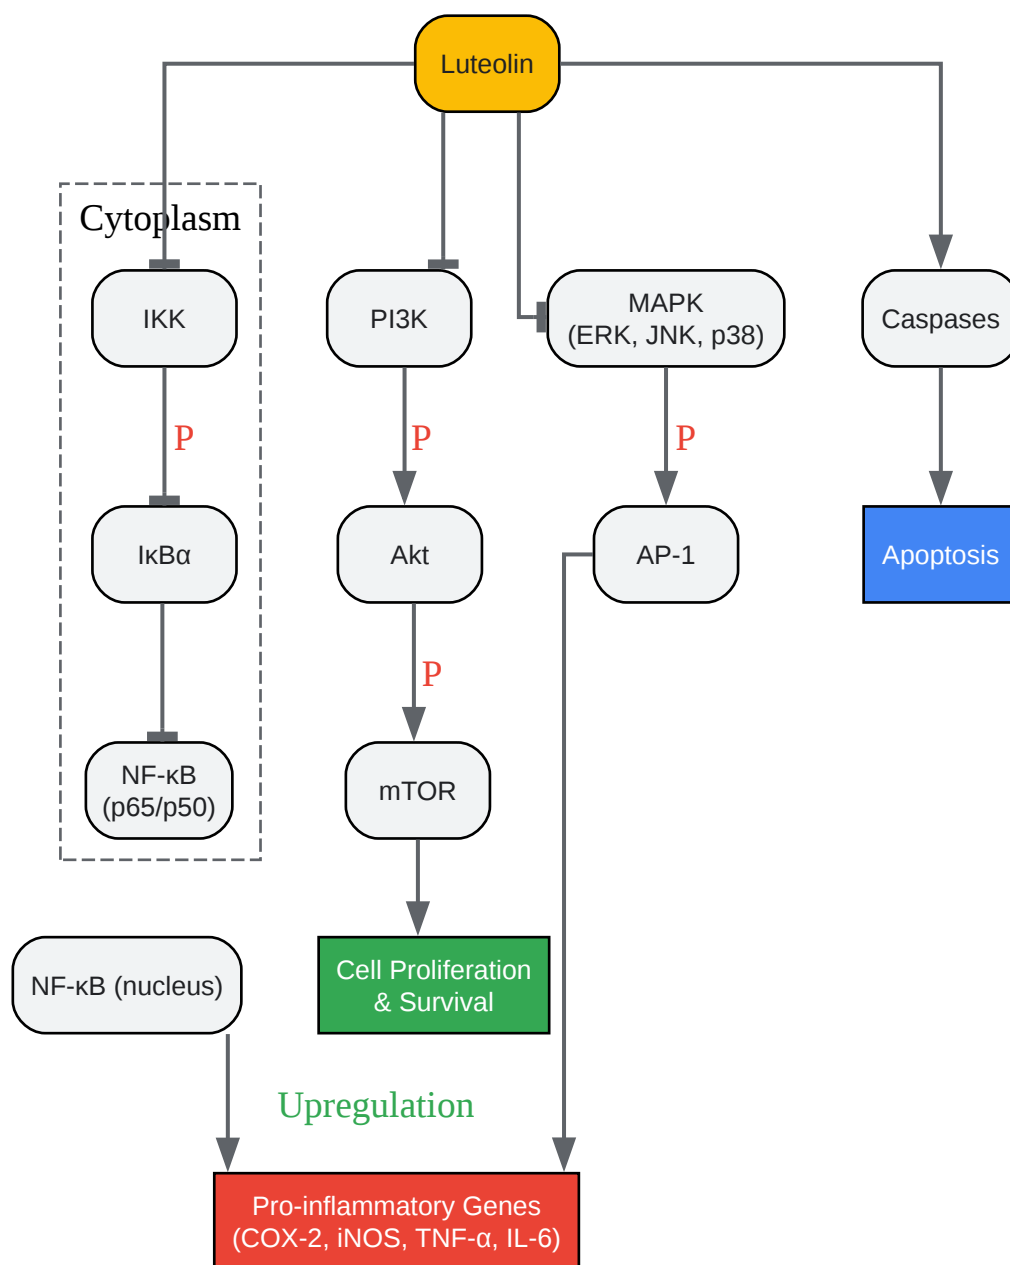 Luteolin
Cytoplasm
IKK
PI3K
MAPK
(ERK, JNK, p38)
Caspases
P
P
P
IκBα
Akt
AP-1
Apoptosis
P
NF-κB
(p65/p50)
mTOR
NF-κB (nucleus)
Cell Proliferation
& Survival
Upregulation
Pro-inflammatory Genes
(COX-2, iNOS, TNF-α, IL-6)